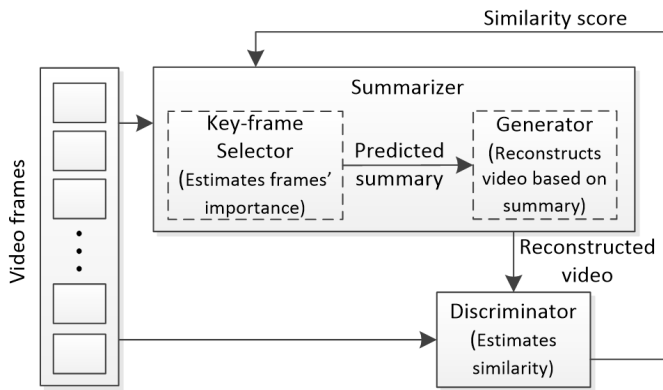 Similarity score
Video frames
Summarizer
Key-frame
Selector
(Estimates frames'
importance)
Predicted
summary
Generator
(Reconstructs
video based on
summary)
Reconstructed
video
Discriminator
(Estimates
similarity)